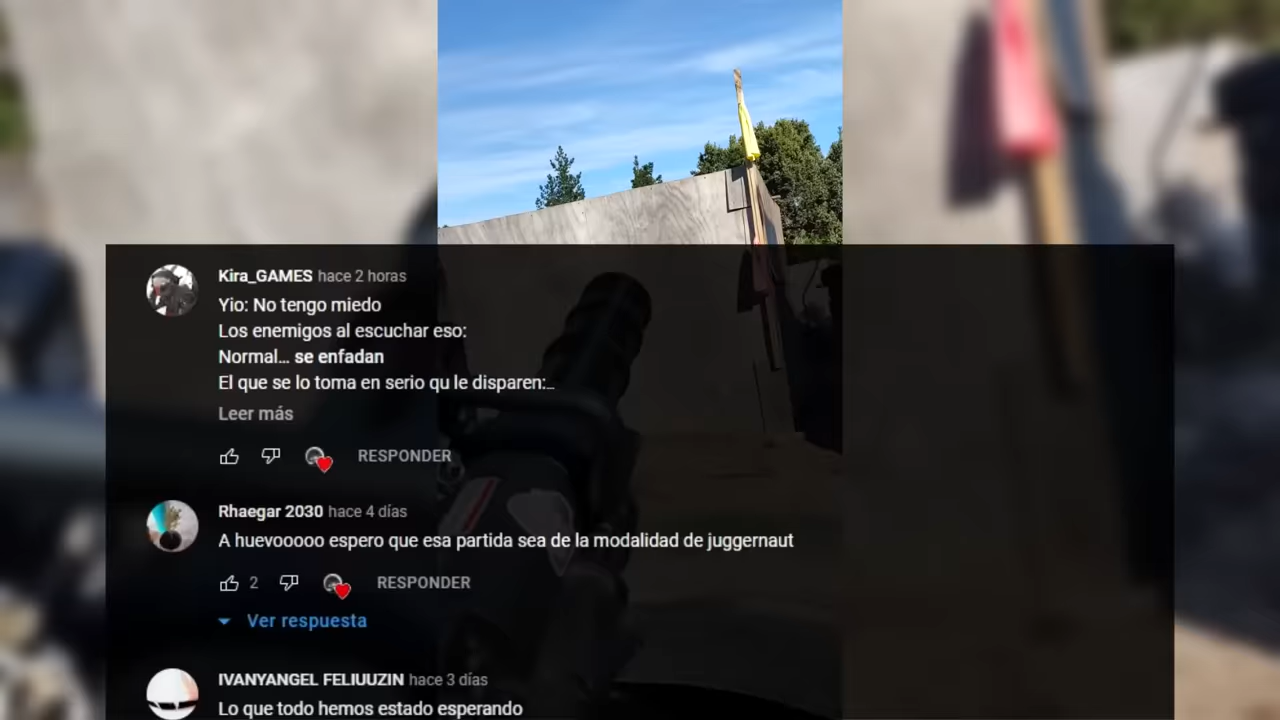 Kira_GAMES hace 2 horas
Yio: No tengo miedo
Los enemigos al escuchar eso:
Normal... se enfadan
El que se lo toma en serio qu le disparen:...
Leer más
RESPONDER
Rhaegar 2030 hace 4 días
A huevooooo espero que esa partida sea de la modalidad de juggernaut
2 RESPONDER
Ver respuesta
IVANYANGEL FELIUUZIN hace 3 días
Lo que todo hemos estado esperando